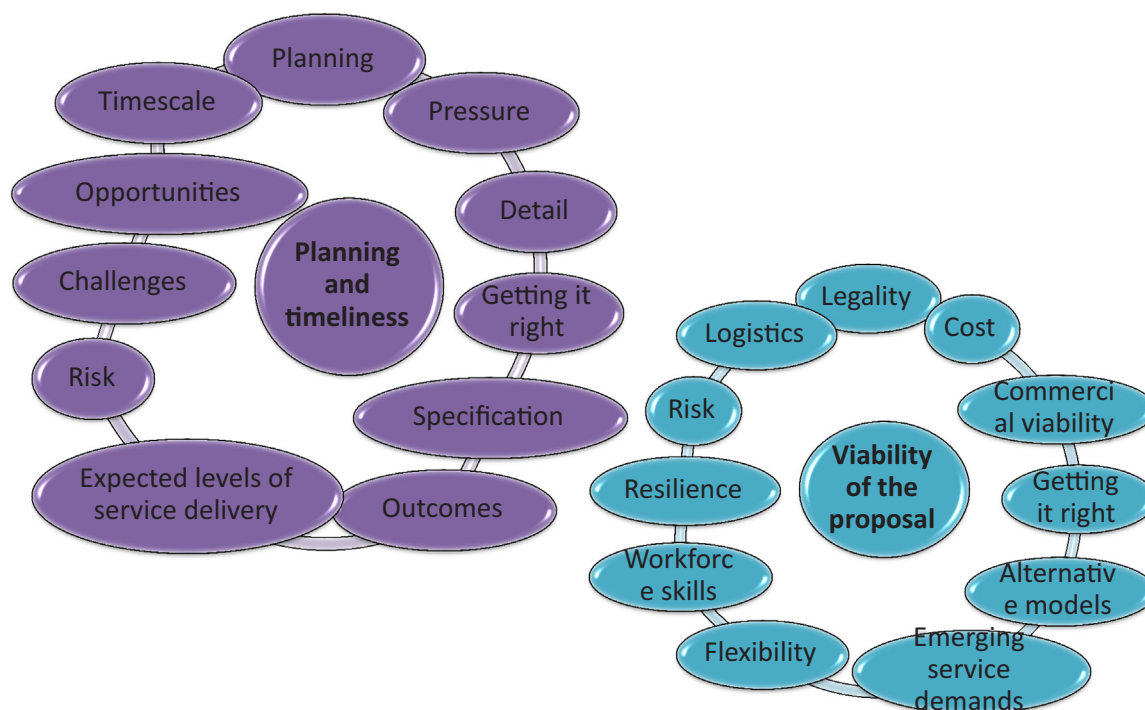 Planning
Pressure
Detail
Getting it
right
Specification
Outcomes
Expected levels of
service delivery
Risk
Challenges
Opportunities
Timescale
Planning
and
timeliness
Legality
Cost
Commerci
al viability
Getting
it right
Alternativ
e models
Emerging
service
demands
Flexibility
Workforc
e skills
Resilience
Risk
Logistics
Viability
of the
proposal